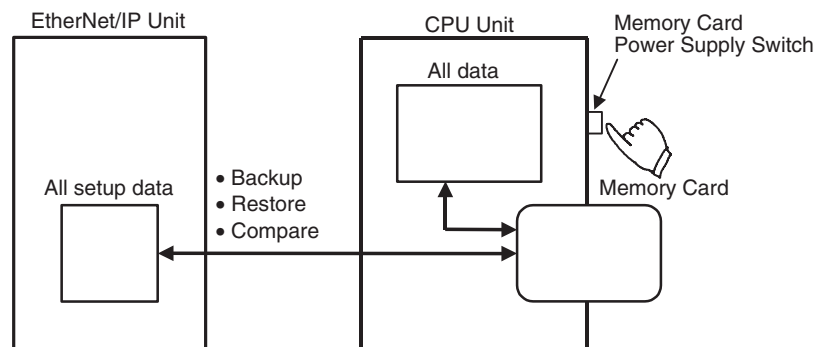 EtherNet/IP Unit
CPU Unit
Memory Card
Power Supply Switch
All data
All setup data
• Backup
• Restore
• Compare
Memory Card